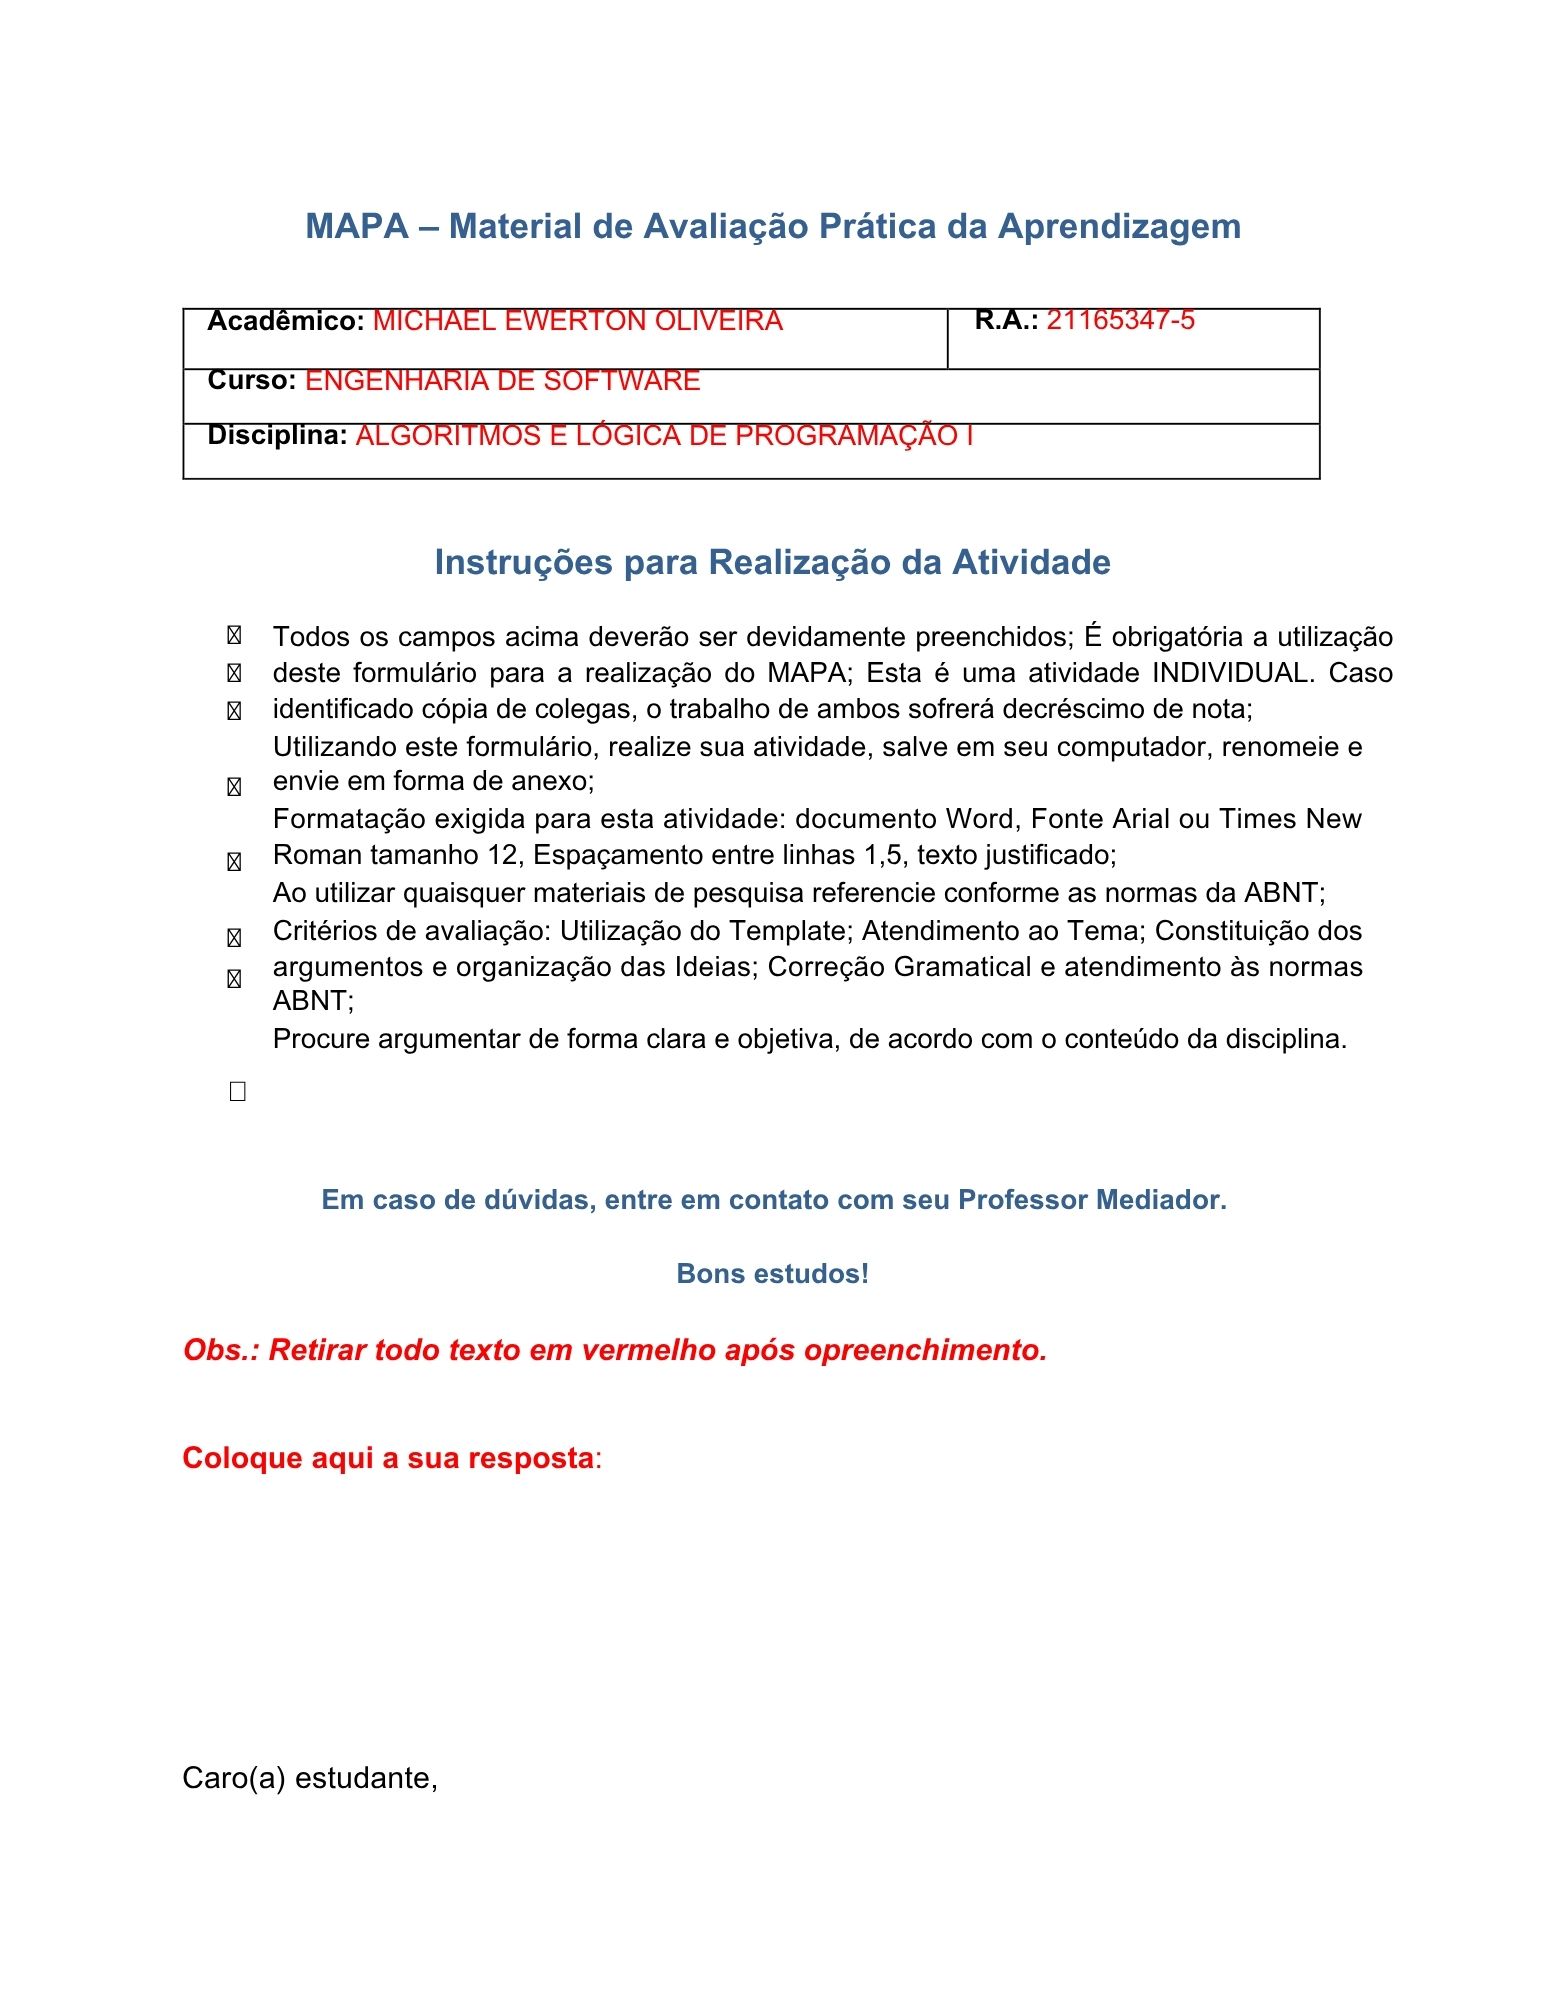 MAPA – Material de Avaliação Prática da Aprendizagem
Acadêmico: MICHAEL EWERTON OLIVEIRA R.A.: 21165347-5
Curso: ENGENHARIA DE SOFTWARE
Disciplina: ALGORITMOS E LÓGICA DE PROGRAMAÇÃO I
Instruções para Realização da Atividade
Todos os campos acima deverão ser devidamente preenchidos; É obrigatória a utilização
deste formulário para a realização do MAPA; Esta é uma atividade INDIVIDUAL. Caso
identificado cópia de colegas, o trabalho de ambos sofrerá decréscimo de nota;
Utilizando este formulário, realize sua atividade, salve em seu computador, renomeie e
envie em forma de anexo;
Formatação exigida para esta atividade: documento Word, Fonte Arial ou Times New
Roman tamanho 12, Espaçamento entre linhas 1,5, texto justificado;
Ao utilizar quaisquer materiais de pesquisa referencie conforme as normas da ABNT;
Critérios de avaliação: Utilização do Template; Atendimento ao Tema; Constituição dos
argumentos e organização das Ideias; Correção Gramatical e atendimento às normas
ABNT;
Procure argumentar de forma clara e objetiva, de acordo com o conteúdo da disciplina.
Em caso de dúvidas, entre em contato com seu Professor Mediador.
Bons estudos!
Obs.: Retirar todo texto em vermelho após opreenchimento.
Coloque aqui a sua resposta:
Caro(a) estudante,